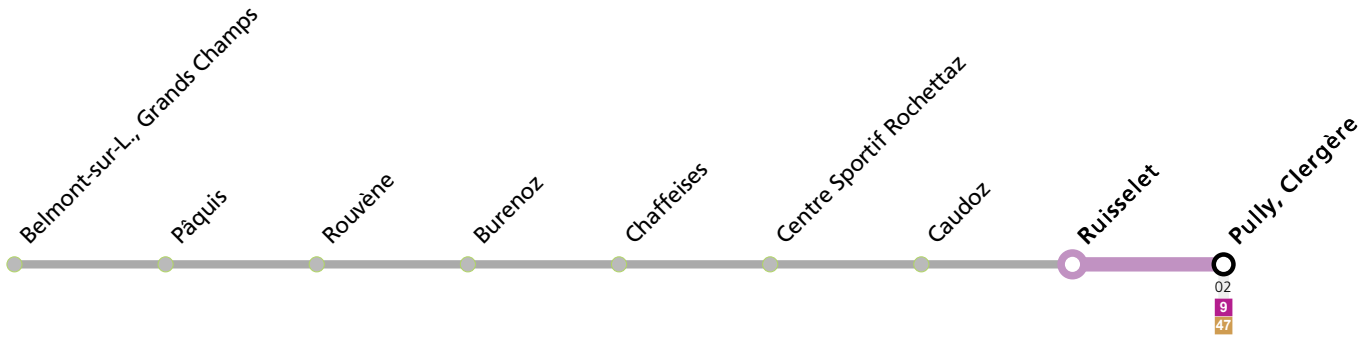 Belmont-sur-L., Grands Champs
Pâquis
Rouvène
Burenoz
Chaffeises
Centre Sportif Rochettaz
Caudoz
Ruisselet
Pully, Clergère
02
9
47